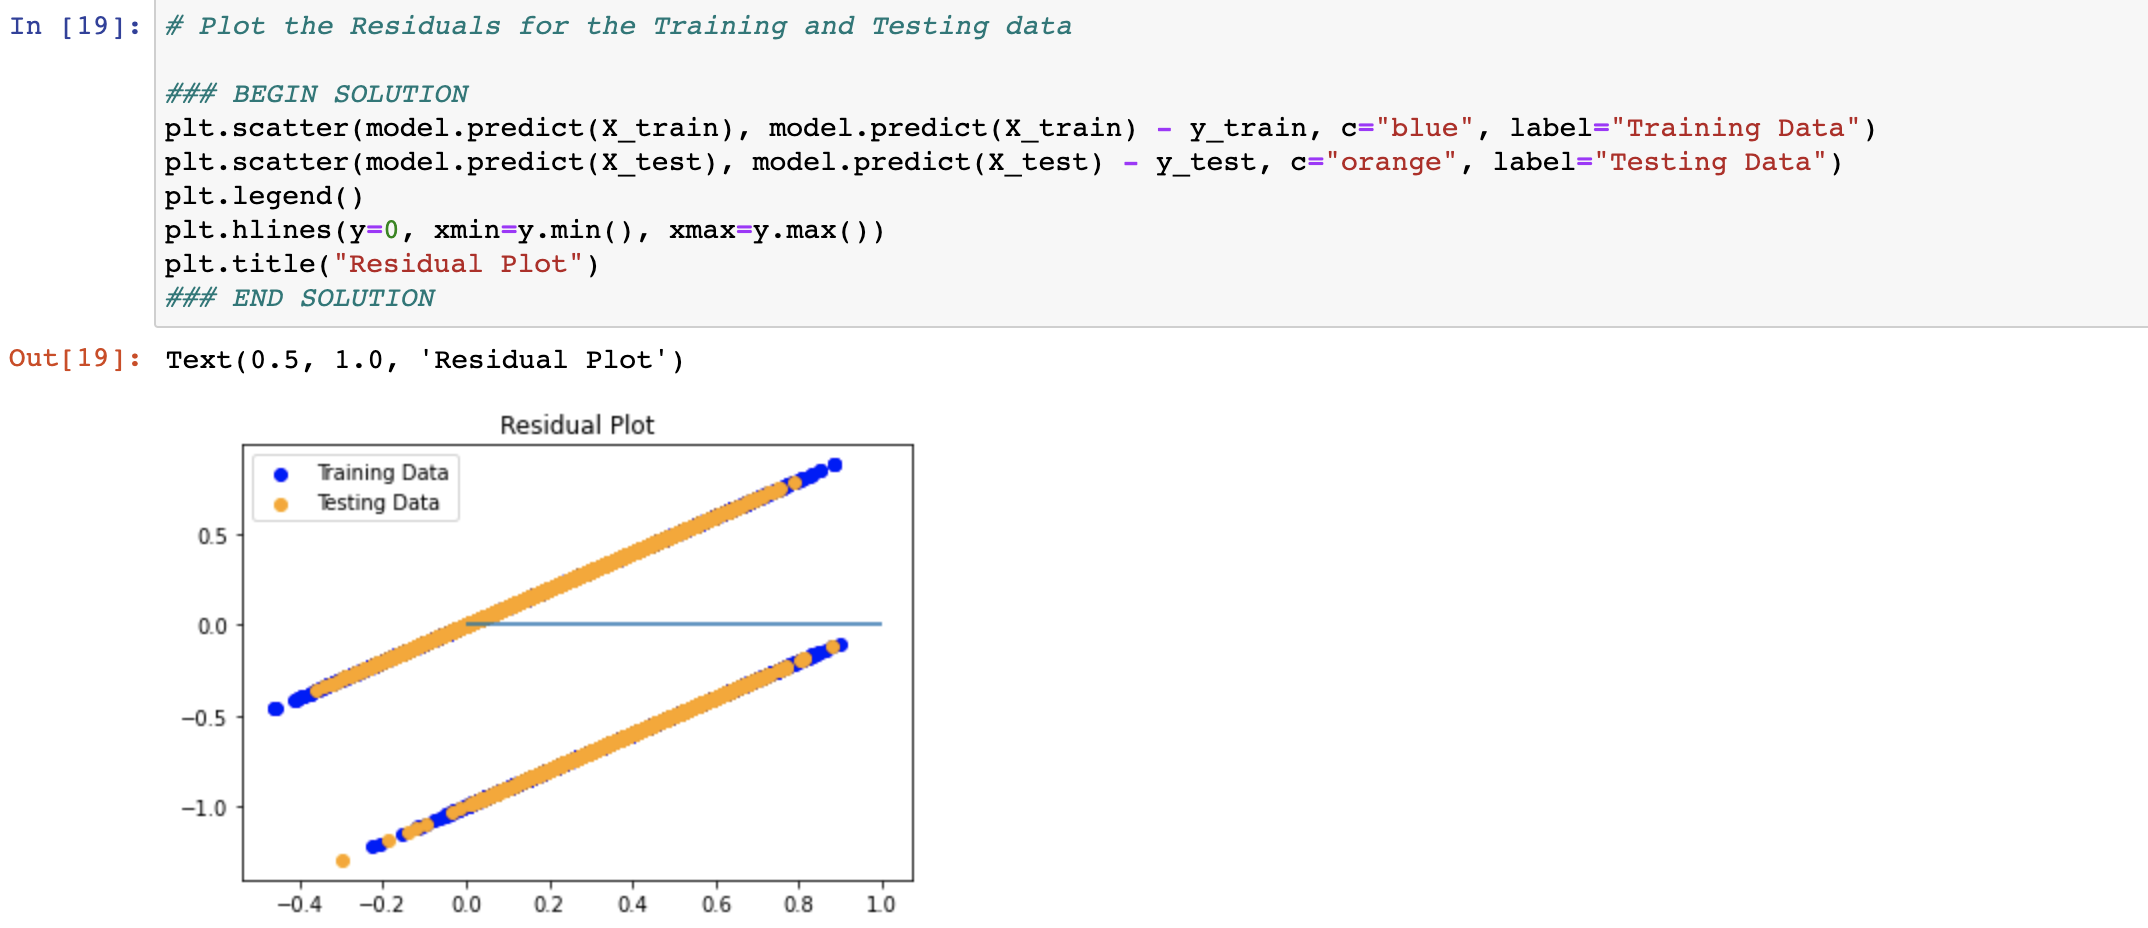 In [19]: # Plot the Residuals for the Training and Testing data
### BEGIN SOLUTION
plt.scatter(model.predict(X_train), model.predict(X_train) - y_train, c="blue", label="Training Data")
plt.scatter(model.predict(X_test), model.predict(X_test) - y_test, c="orange", label="Testing Data")
plt.legend()
plt.hlines(y=0, xmin=y.min(), xmax=y.max())
plt.title("Residual Plot")
### END SOLUTION
Out[19]: Text(0.5, 1.0, 'Residual Plot')
Residual Plot
Training Data
Testing Data
0.5
0.0
−0.5
−1.0
−0.4 −0.2 0.0 0.2 0.4 0.6 0.8 1.0